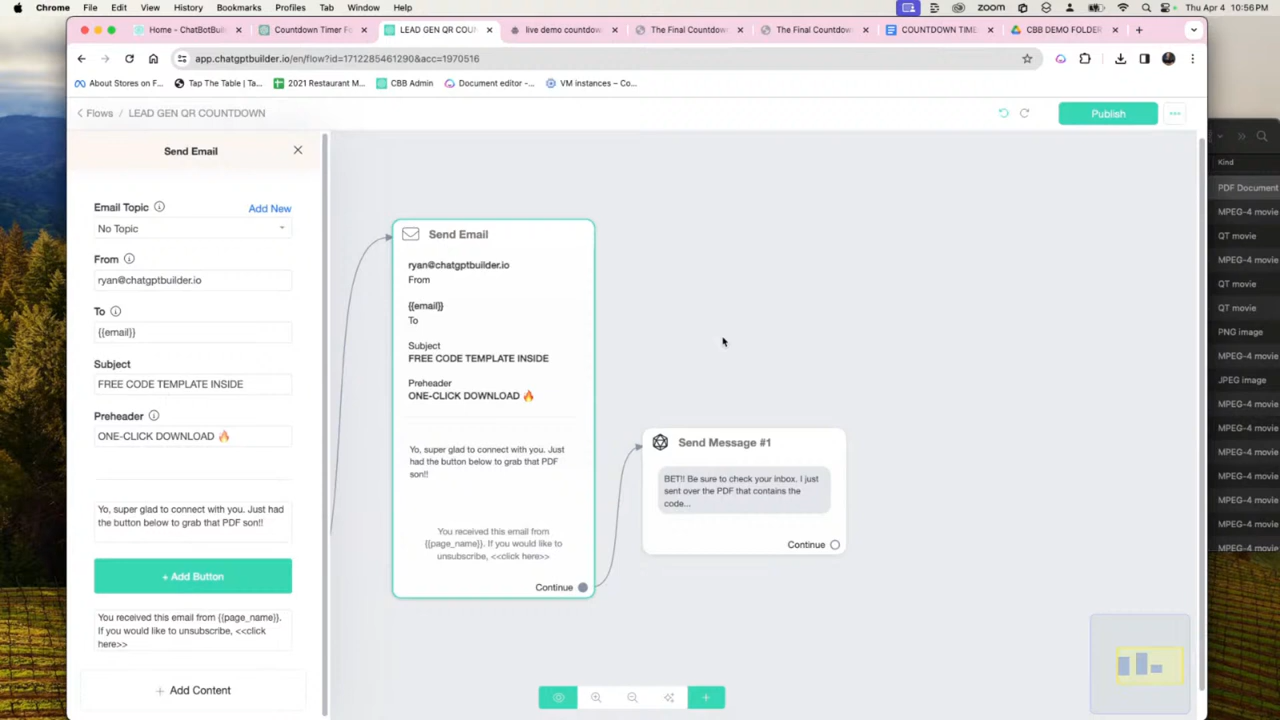 Chrome File Edit View History Bookmarks Profiles Tab Window Help zoom Thu Apr 4 10:56 PM
Home - ChatBotBuil Countdown Timer Fo LEAD GEN QR COUN live demo countdow The Final Countdow The Final Countdow COUNTDOWN TIME CBB DEMO FOLDER
app.chatgptbuilder.io/en/flow?id=1712285461290&acc=1970516
About Stores on F... Tap The Table | Ta... 2021 Restaurant M... CBB Admin Document editor -... VM instances – Co...
Flows / LEAD GEN QR COUNTDOWN
Publish
Send Email
Email Topic
Add New
No Topic
From
ryan@chatgptbuilder.io
To
{{email}}
Subject
FREE CODE TEMPLATE INSIDE
Preheader
ONE-CLICK DOWNLOAD 🔥
Yo, super glad to connect with you. Just had
the button below to grab that PDF son!!
+ Add Button
You received this email from {{page_name}}.
If you would like to unsubscribe, <<click
here>>
+ Add Content
Send Email
ryan@chatgptbuilder.io
From
{{email}}
To
Subject
FREE CODE TEMPLATE INSIDE
Preheader
ONE-CLICK DOWNLOAD 🔥
Yo, super glad to connect with you. Just
had the button below to grab that PDF
son!!
You received this email from
{{page_name}}. If you would like to
unsubscribe, <<click here>>
Continue
Send Message #1
BET!! Be sure to check your inbox. I just
sent over the PDF that contains the
code...
Continue
Kind
PDF Document
MPEG-4 movie
QT movie
MPEG-4 movie
QT movie
QT movie
PNG image
MPEG-4 movie
JPEG image
MPEG-4 movie
MPEG-4 movie
MPEG-4 movie
MPEG-4 movie
MPEG-4 movie
MPEG-4 movie
MPEG-4 movie